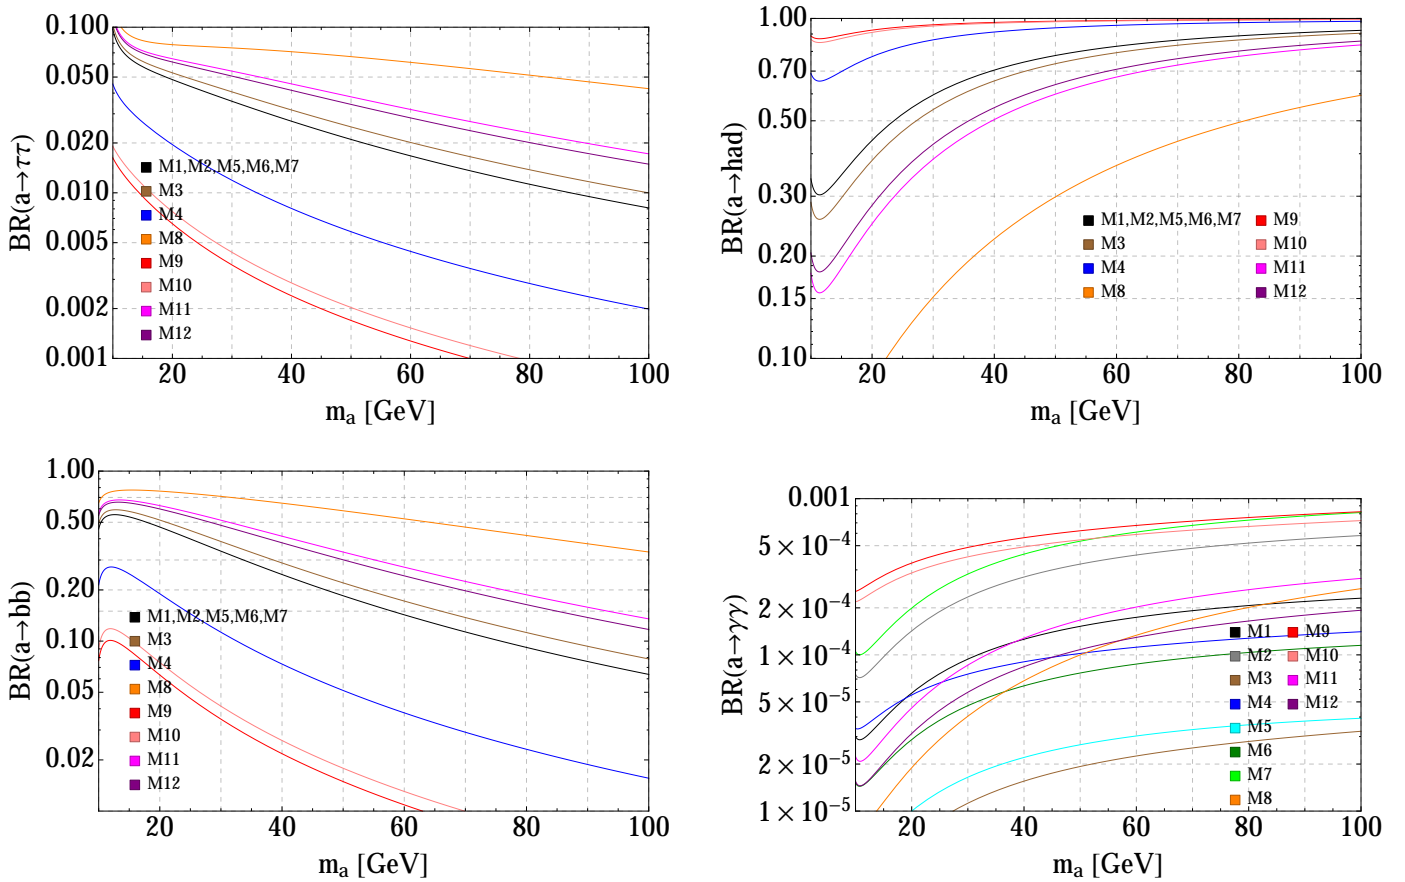 BR(a→ττ)
0.100
0.050
0.020
0.010
0.005
0.002
0.001
M1,M2,M5,M6,M7
M3
M4
M8
M9
M10
M11
M12
20 40 60 80 100
m_a [GeV]
BR(a→had)
1.00
0.70
0.50
0.30
0.20
0.15
0.10
M1,M2,M5,M6,M7 M9
M3 M10
M4 M11
M8 M12
20 40 60 80 100
m_a [GeV]
BR(a→bb)
1.00
0.50
0.20
0.10
0.05
0.02
M1,M2,M5,M6,M7
M3
M4
M8
M9
M10
M11
M12
20 40 60 80 100
m_a [GeV]
BR(a→γγ)
0.001
5×10⁻⁴
2×10⁻⁴
1×10⁻⁴
5×10⁻⁵
2×10⁻⁵
1×10⁻⁵
M1 M9
M2 M10
M3 M11
M4 M12
M5
M6
M7
M8
20 40 60 80 100
m_a [GeV]